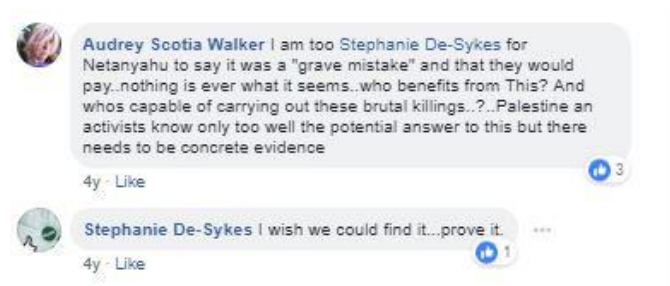 Audrey Scotia Walker I am too Stephanie De-Sykes for
Netanyahu to say it was a "grave mistake" and that they would
pay..nothing is ever what it seems..who benefits from This? And
whos capable of carrying out these brutal killings..?..Palestine an
activists know only too well the potential answer to this but there
needs to be concrete evidence
3
4y · Like
Stephanie De-Sykes I wish we could find it...prove it.
1
4y · Like